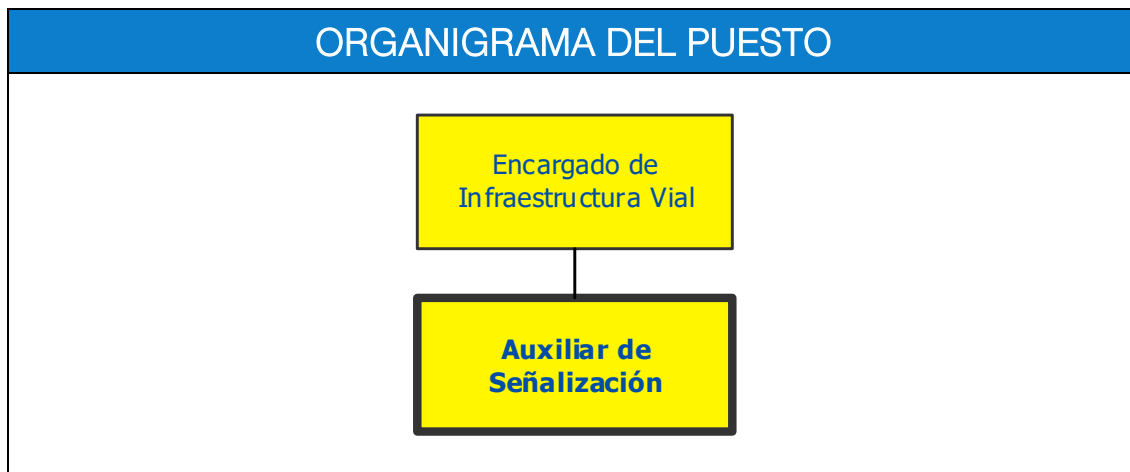 ORGANIGRAMA DEL PUESTO
Encargado de
Infraestructura Vial
Auxiliar de
Señalización